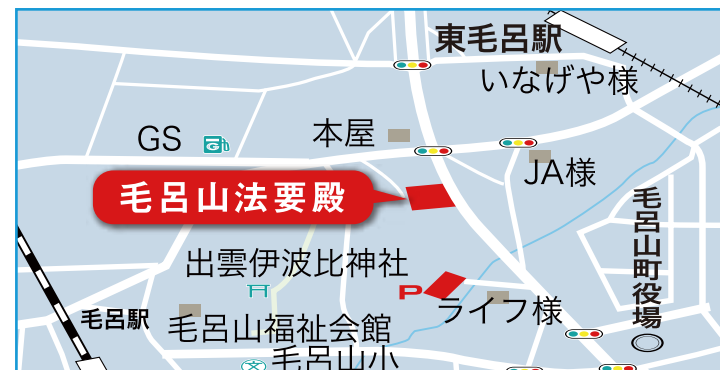 東毛呂駅
いなげや様
GS
G
本屋
JA様
毛呂山法要殿
毛呂山町役場
出雲伊波比神社
P
ライフ様
毛呂駅
毛呂山福祉会館
文
毛呂山小